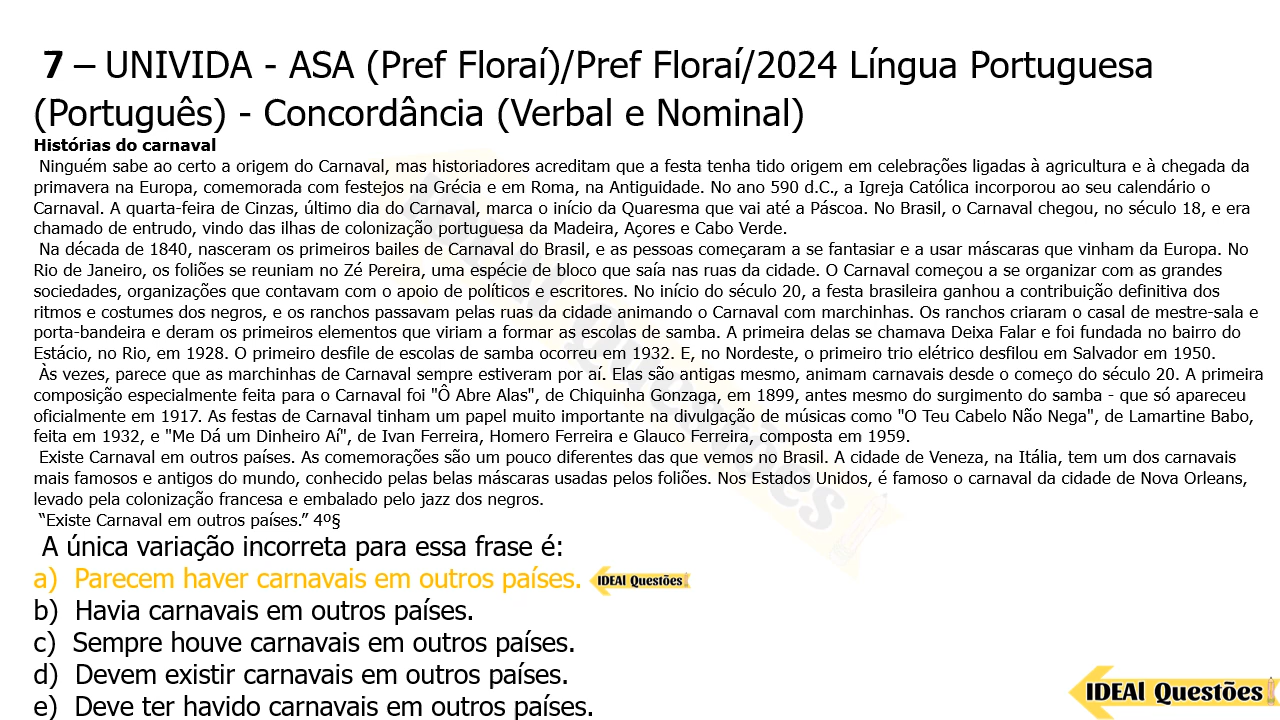 7 – UNIVIDA - ASA (Pref Floraí)/Pref Floraí/2024 Língua Portuguesa
(Português) - Concordância (Verbal e Nominal)
Histórias do carnaval
Ninguém sabe ao certo a origem do Carnaval, mas historiadores acreditam que a festa tenha tido origem em celebrações ligadas à agricultura e à chegada da
primavera na Europa, comemorada com festejos na Grécia e em Roma, na Antiguidade. No ano 590 d.C., a Igreja Católica incorporou ao seu calendário o
Carnaval. A quarta-feira de Cinzas, último dia do Carnaval, marca o início da Quaresma que vai até a Páscoa. No Brasil, o Carnaval chegou, no século 18, e era
chamado de entrudo, vindo das ilhas de colonização portuguesa da Madeira, Açores e Cabo Verde.
Na década de 1840, nasceram os primeiros bailes de Carnaval do Brasil, e as pessoas começaram a se fantasiar e a usar máscaras que vinham da Europa. No
Rio de Janeiro, os foliões se reuniam no Zé Pereira, uma espécie de bloco que saía nas ruas da cidade. O Carnaval começou a se organizar com as grandes
sociedades, organizações que contavam com o apoio de políticos e escritores. No início do século 20, a festa brasileira ganhou a contribuição definitiva dos
ritmos e costumes dos negros, e os ranchos passavam pelas ruas da cidade animando o Carnaval com marchinhas. Os ranchos criaram o casal de mestre-sala e
porta-bandeira e deram os primeiros elementos que viriam a formar as escolas de samba. A primeira delas se chamava Deixa Falar e foi fundada no bairro do
Estácio, no Rio, em 1928. O primeiro desfile de escolas de samba ocorreu em 1932. E, no Nordeste, o primeiro trio elétrico desfilou em Salvador em 1950.
Às vezes, parece que as marchinhas de Carnaval sempre estiveram por aí. Elas são antigas mesmo, animam carnavais desde o começo do século 20. A primeira
composição especialmente feita para o Carnaval foi "Ô Abre Alas", de Chiquinha Gonzaga, em 1899, antes mesmo do surgimento do samba - que só apareceu
oficialmente em 1917. As festas de Carnaval tinham um papel muito importante na divulgação de músicas como "O Teu Cabelo Não Nega", de Lamartine Babo,
feita em 1932, e "Me Dá um Dinheiro Aí", de Ivan Ferreira, Homero Ferreira e Glauco Ferreira, composta em 1959.
Existe Carnaval em outros países. As comemorações são um pouco diferentes das que vemos no Brasil. A cidade de Veneza, na Itália, tem um dos carnavais
mais famosos e antigos do mundo, conhecido pelas belas máscaras usadas pelos foliões. Nos Estados Unidos, é famoso o carnaval da cidade de Nova Orleans,
levado pela colonização francesa e embalado pelo jazz dos negros.
“Existe Carnaval em outros países.” 4º§
A única variação incorreta para essa frase é:
a) Parecem haver carnavais em outros países. IDEAl Questões
b) Havia carnavais em outros países.
c) Sempre houve carnavais em outros países.
d) Devem existir carnavais em outros países.
e) Deve ter havido carnavais em outros países.
IDEAl Questões
IDEAl Questões